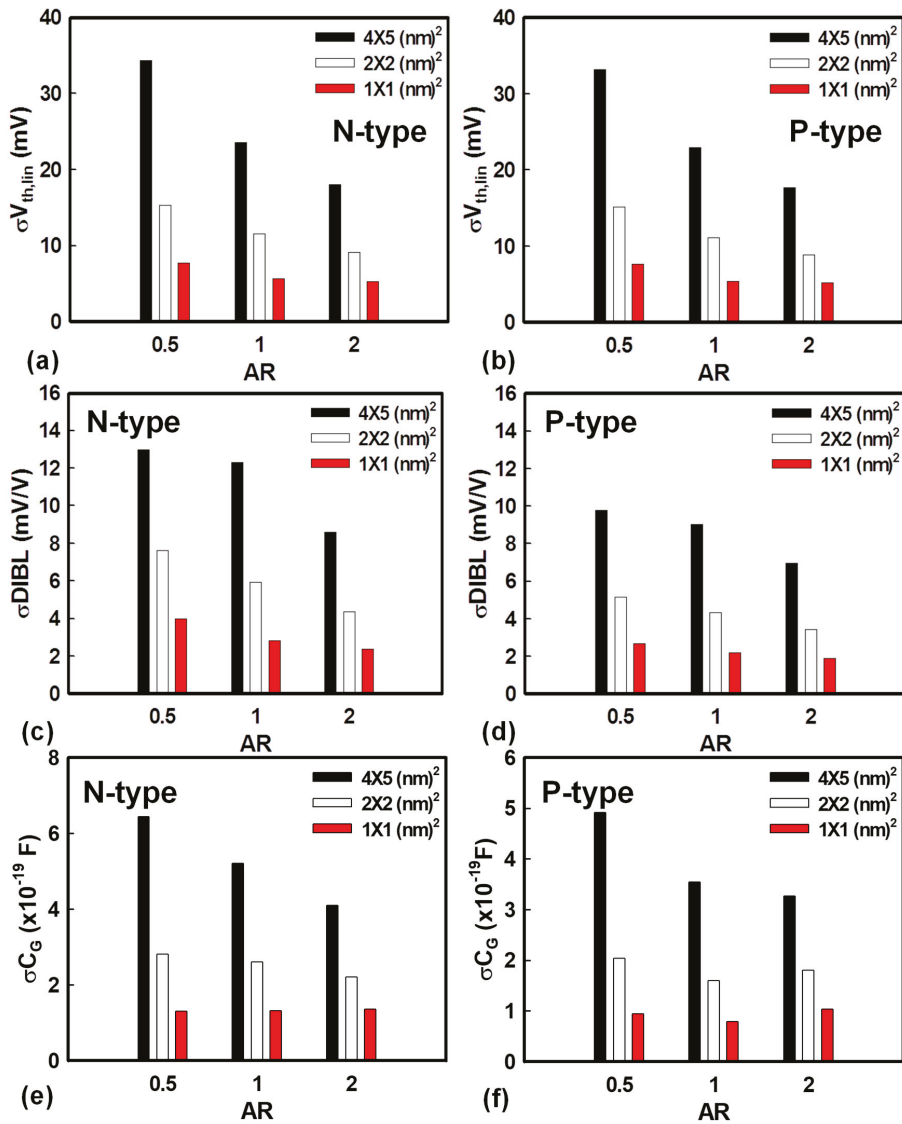 40
30
20
10
0
σV_th,lin (mV)
4X5 (nm)²
2X2 (nm)²
1X1 (nm)²
N-type
0.5 1 2
(a)
AR
40
30
20
10
0
σV_th,lin (mV)
4X5 (nm)²
2X2 (nm)²
1X1 (nm)²
P-type
0.5 1 2
(b)
AR
16
14
12
10
8
6
4
2
0
σDIBL (mV/V)
N-type
4X5 (nm)²
2X2 (nm)²
1X1 (nm)²
0.5 1 2
(c)
AR
16
14
12
10
8
6
4
2
0
σDIBL (mV/V)
P-type
4X5 (nm)²
2X2 (nm)²
1X1 (nm)²
0.5 1 2
(d)
AR
8
6
4
2
0
σC_G (x10⁻¹⁹ F)
N-type
4X5 (nm)²
2X2 (nm)²
1X1 (nm)²
0.5 1 2
(e)
AR
6
5
4
3
2
1
0
σC_G (x10⁻¹⁹F)
P-type
4X5 (nm)²
2X2 (nm)²
1X1 (nm)²
0.5 1 2
(f)
AR